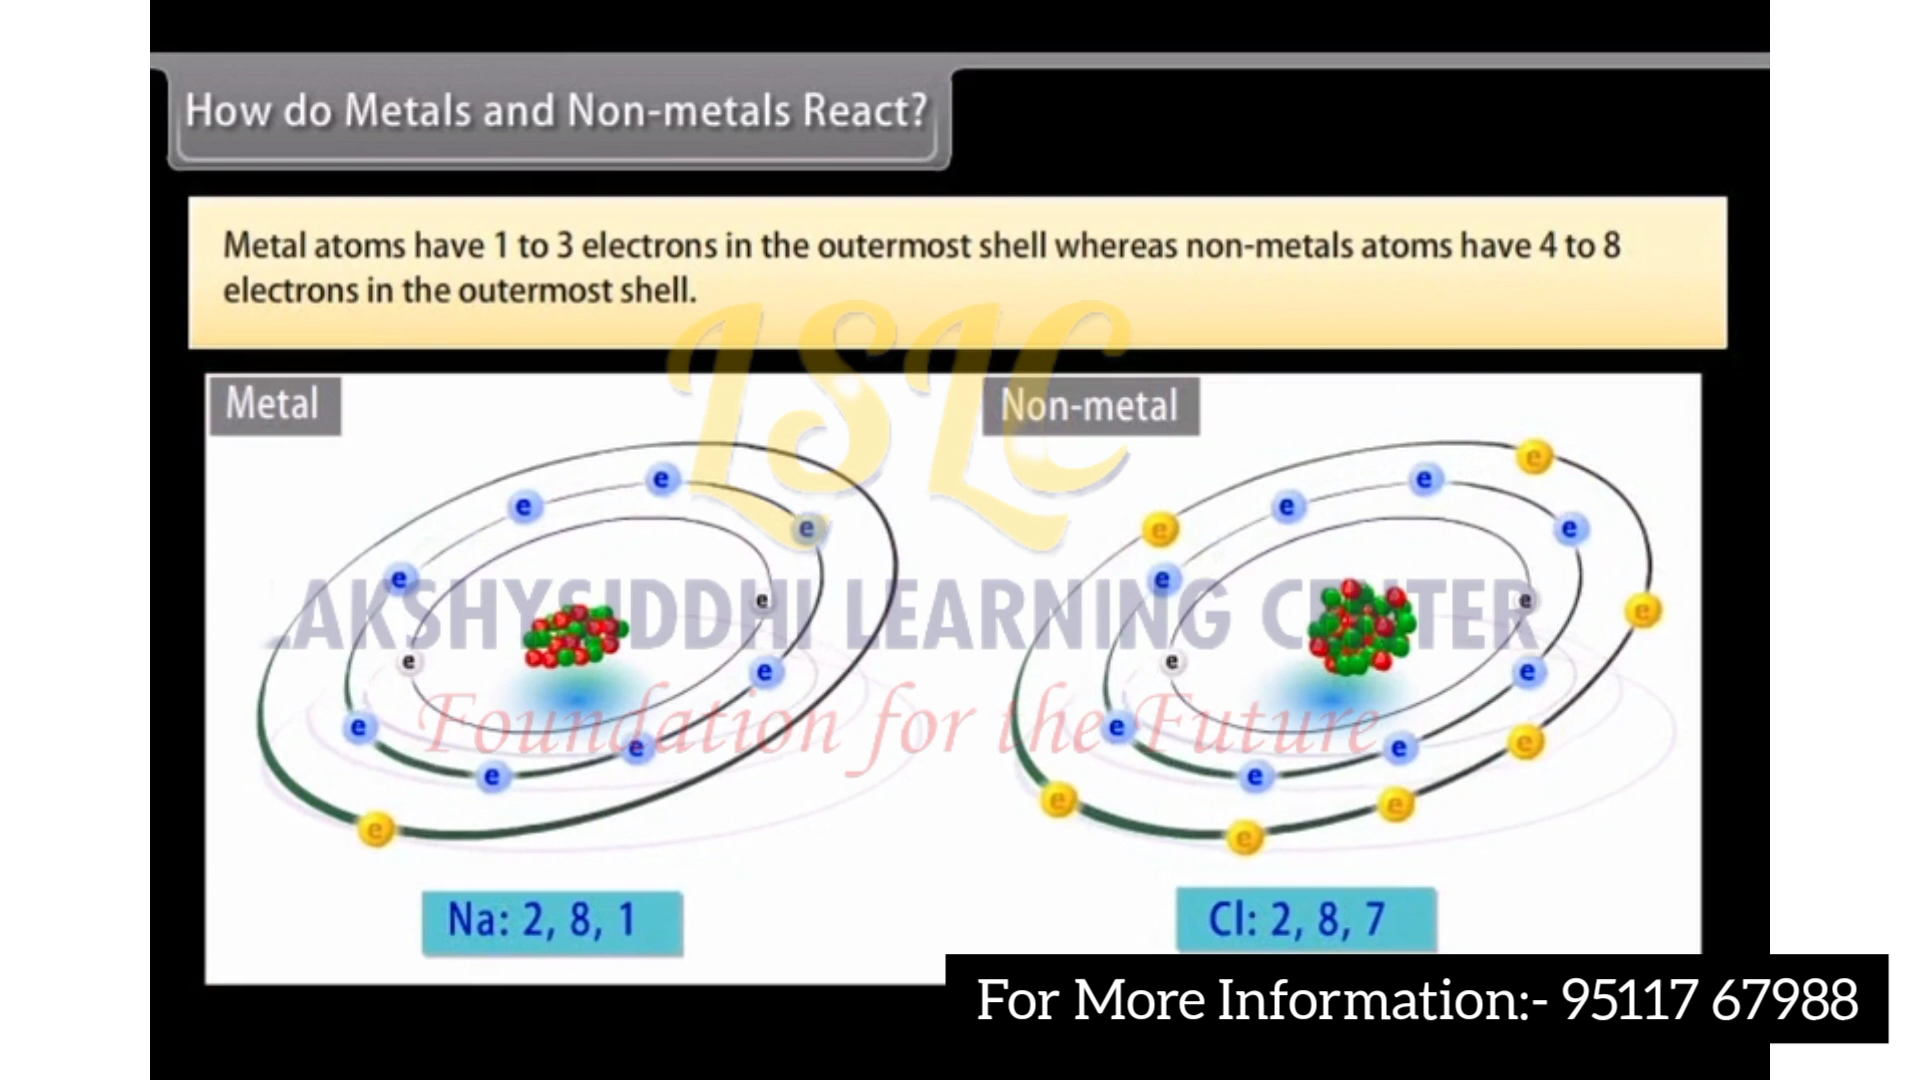 How do Metals and Non-metals React?
Metal atoms have 1 to 3 electrons in the outermost shell whereas non-metals atoms have 4 to 8
electrons in the outermost shell.
LSLC
Metal
Non-metal
e e e e e e e e e e e
e e e e e e e e e e e e e e e e e
LAKSHYSIDDHI LEARNING CENTER
Foundation for the Future
Na: 2, 8, 1
Cl: 2, 8, 7
For More Information:- 95117 67988